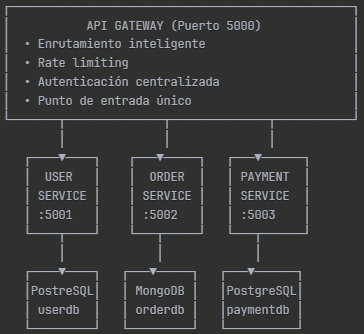 API GATEWAY (Puerto 5000)
• Enrutamiento inteligente
• Rate limiting
• Autenticación centralizada
• Punto de entrada único
USER ORDER PAYMENT
SERVICE SERVICE SERVICE
:5001 :5002 :5003
PostreSQL MongoDB PostgreSQL
userdb orderdb paymentdb